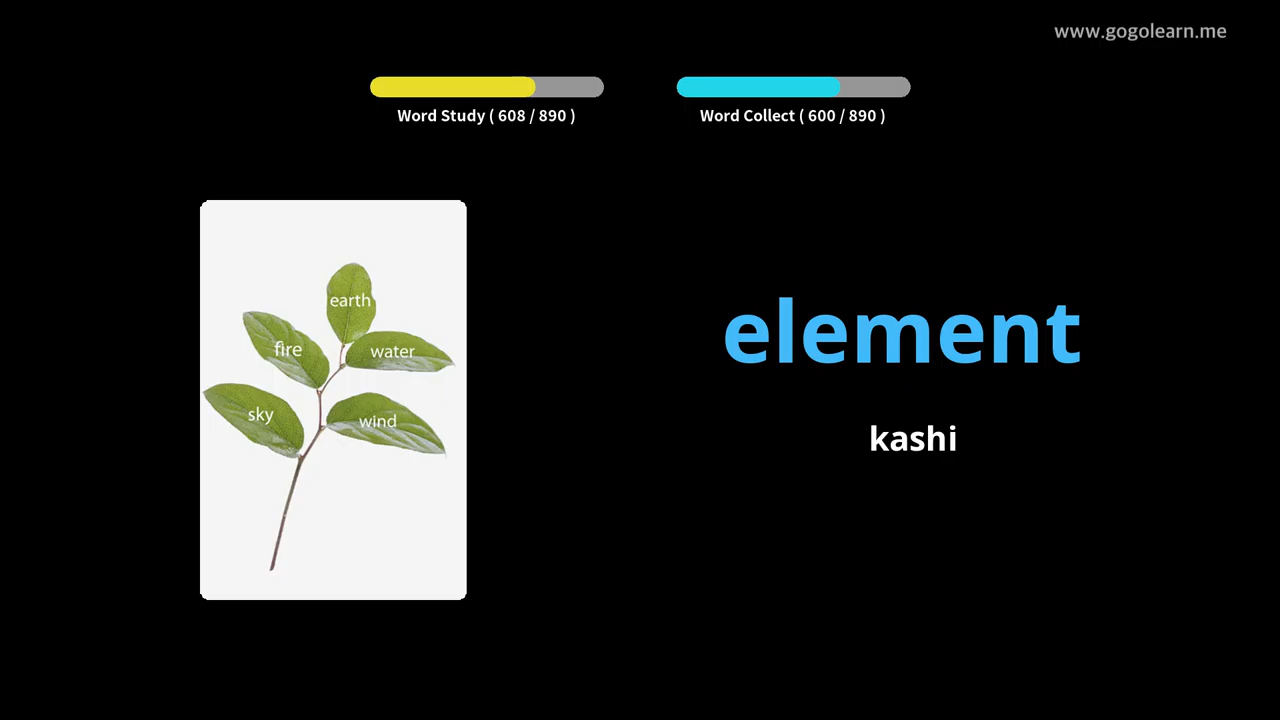 www.gogolearn.me
Word Study ( 608 / 890 )
Word Collect ( 600 / 890 )
earth
fire
water
sky
wind
element
kashi